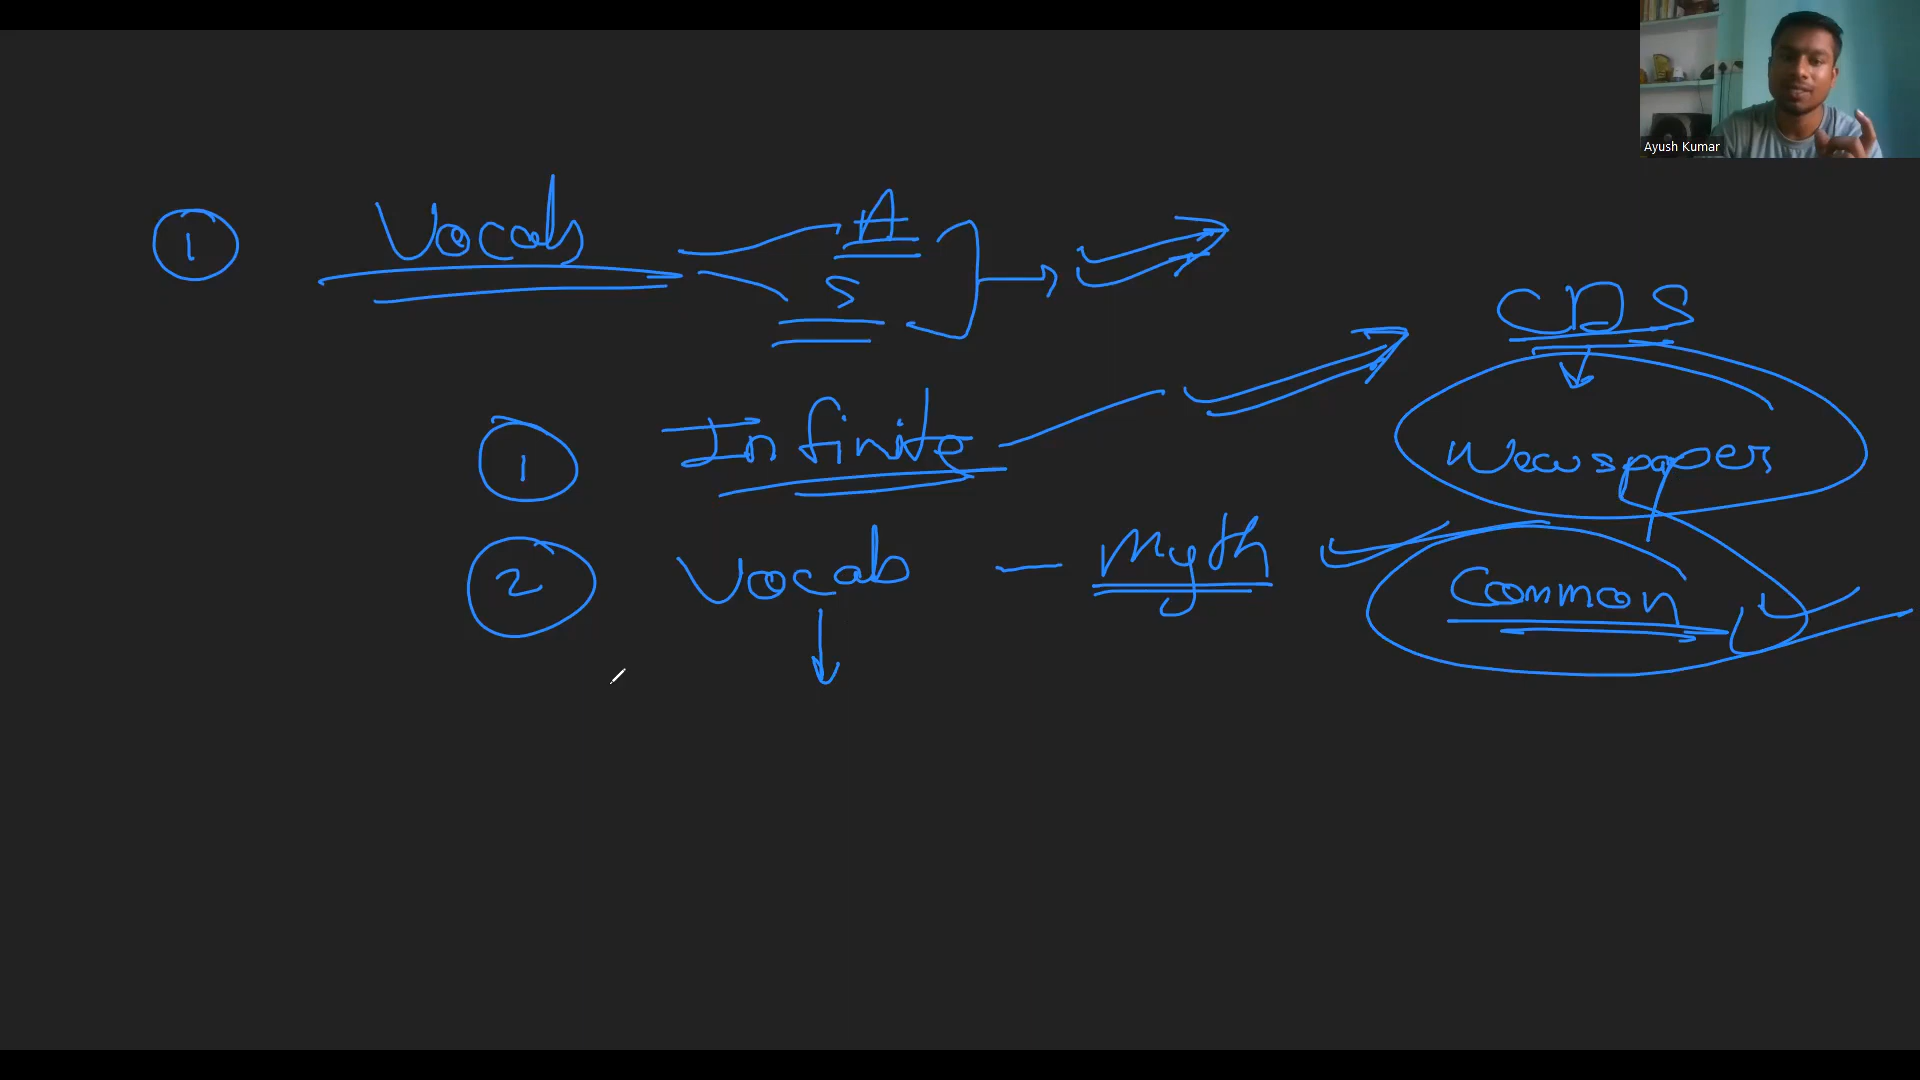 Ayush Kumar
1 Vocab A
S
CDS
1 Infinite Newspaper
2 Vocab - Myth Common